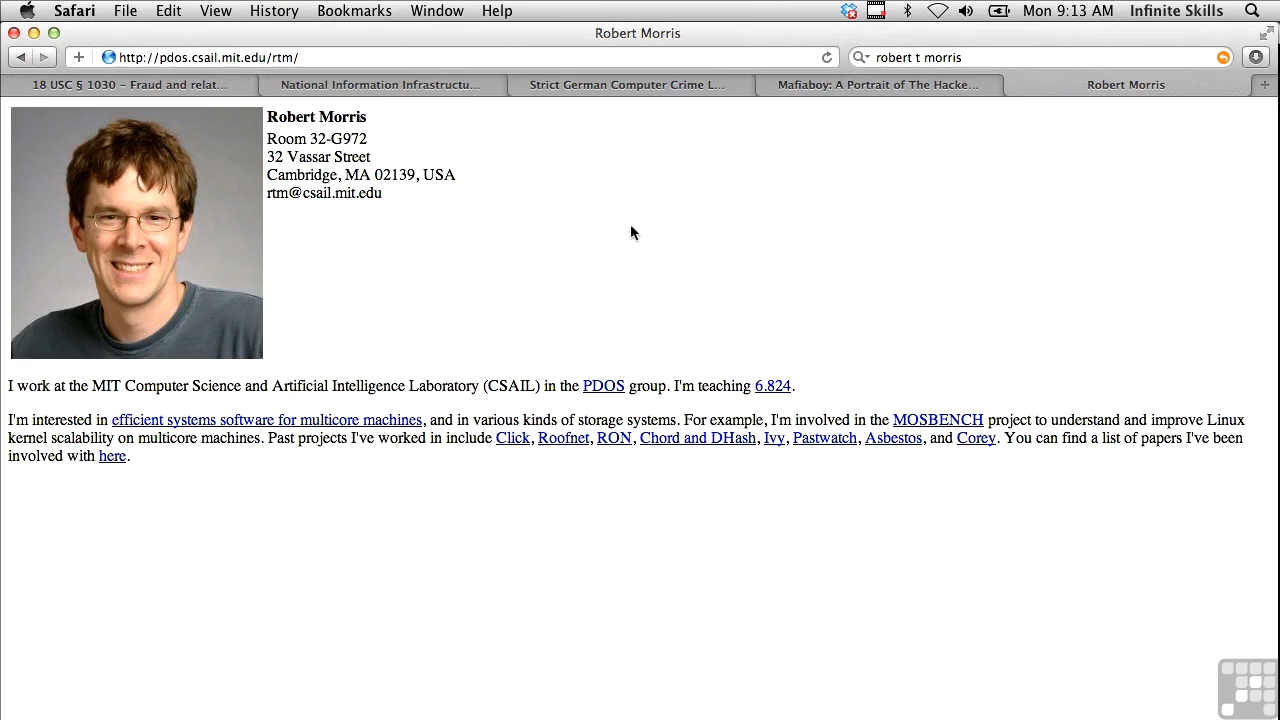 Safari File Edit View History Bookmarks Window Help Mon 9:13 AM Infinite Skills
Robert Morris
http://pdos.csail.mit.edu/rtm/ robert t morris
18 USC § 1030 – Fraud and relat... National Information Infrastructu... Strict German Computer Crime L... Mafiaboy: A Portrait of The Hacke... Robert Morris
Robert Morris
Room 32-G972
32 Vassar Street
Cambridge, MA 02139, USA
rtm@csail.mit.edu
I work at the MIT Computer Science and Artificial Intelligence Laboratory (CSAIL) in the PDOS group. I'm teaching 6.824.
I'm interested in efficient systems software for multicore machines, and in various kinds of storage systems. For example, I'm involved in the MOSBENCH project to understand and improve Linux
kernel scalability on multicore machines. Past projects I've worked in include Click, Roofnet, RON, Chord and DHash, Ivy, Pastwatch, Asbestos, and Corey. You can find a list of papers I've been
involved with here.